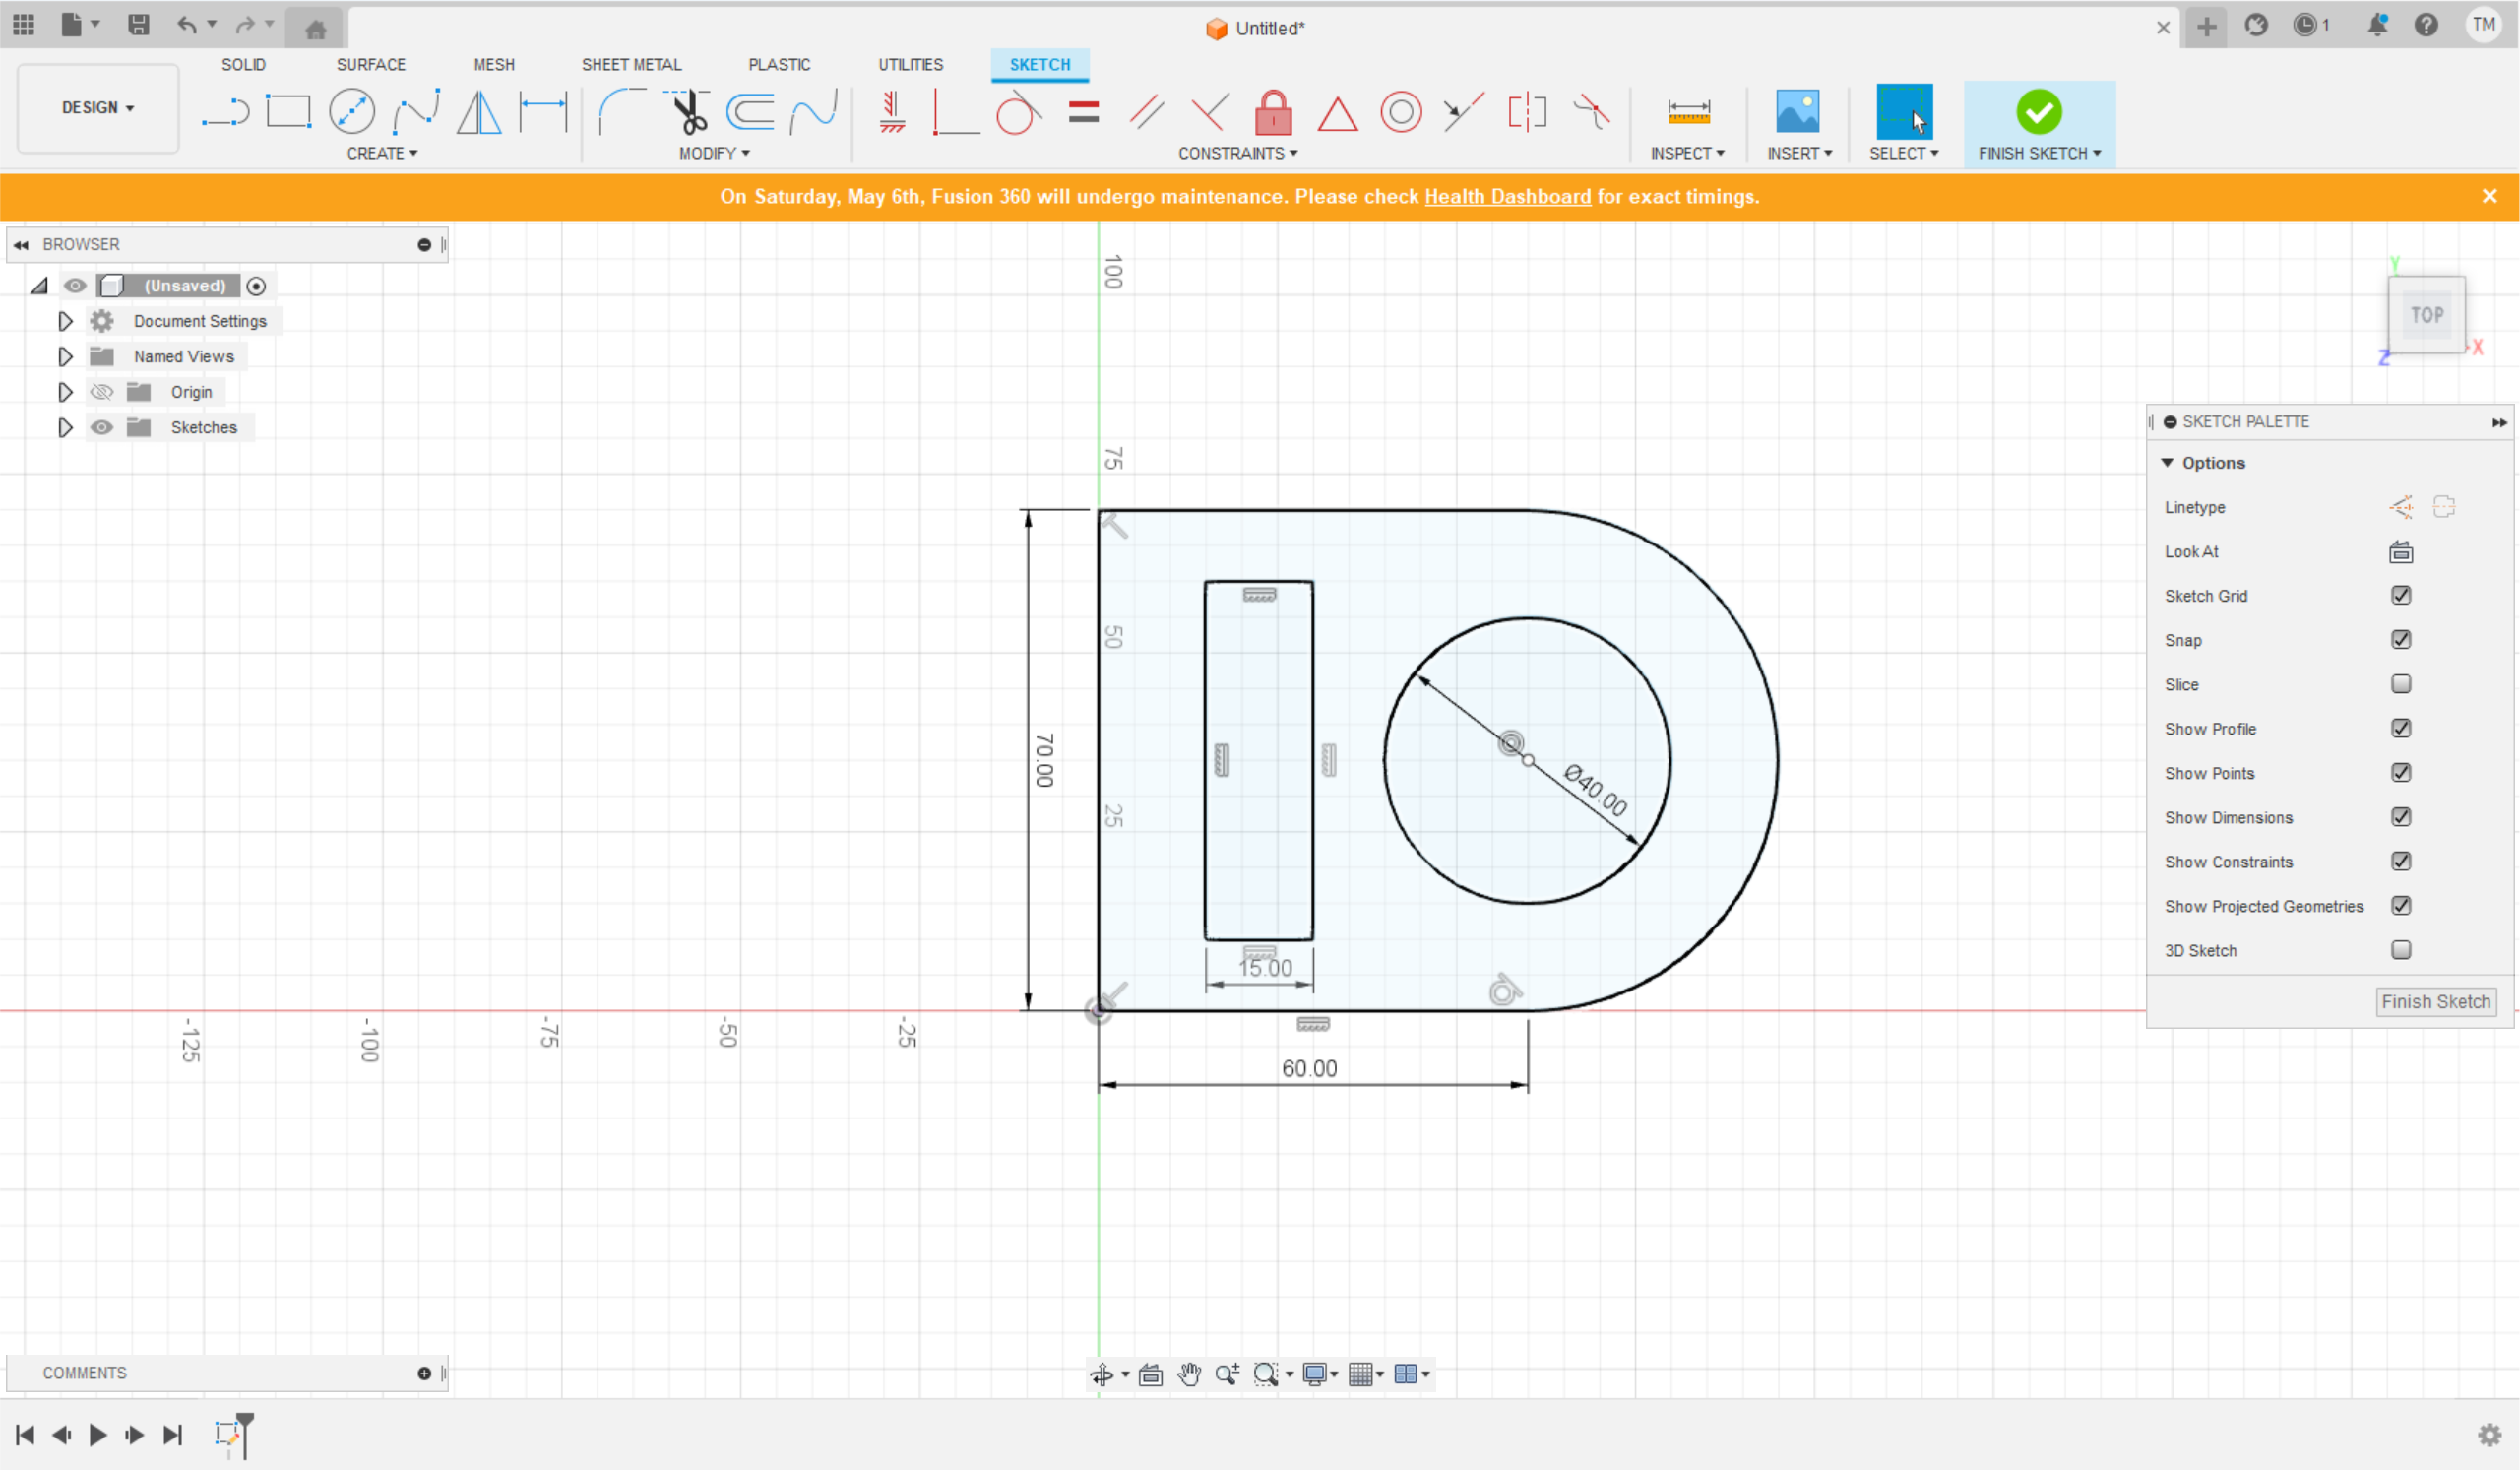 Untitled*
1
TM
SOLID
SURFACE
MESH
SHEET METAL
PLASTIC
UTILITIES
SKETCH
DESIGN
CREATE
MODIFY
CONSTRAINTS
INSPECT
INSERT
SELECT
FINISH SKETCH
On Saturday, May 6th, Fusion 360 will undergo maintenance. Please check Health Dashboard for exact timings.
BROWSER
(Unsaved)
Document Settings
Named Views
Origin
Sketches
100
75
50
25
-125
-100
-75
-50
-25
70.00
Ø40.00
15.00
60.00
Y
TOP
X
Z
SKETCH PALETTE
Options
Linetype
Look At
Sketch Grid
Snap
Slice
Show Profile
Show Points
Show Dimensions
Show Constraints
Show Projected Geometries
3D Sketch
Finish Sketch
COMMENTS